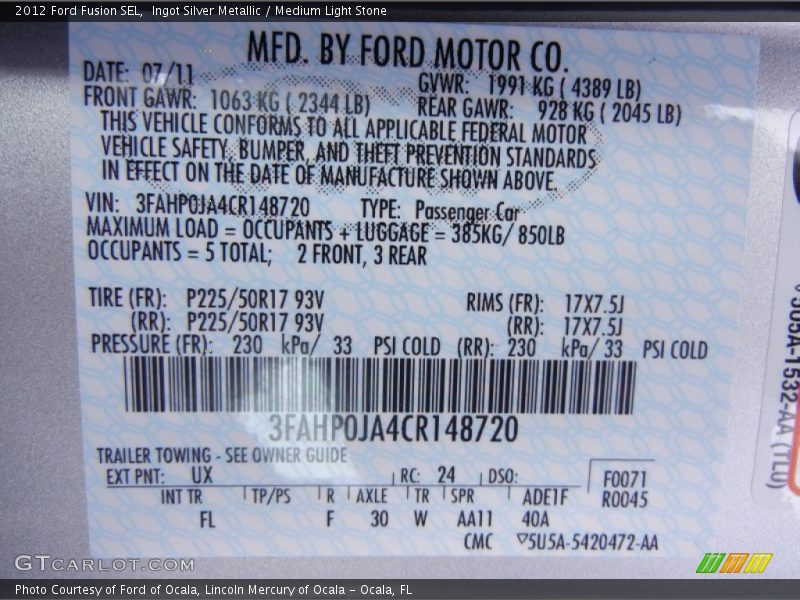 2012 Ford Fusion SEL,  Ingot Silver Metallic / Medium Light Stone
MFD. BY FORD MOTOR CO.
DATE: 07/11 GVWR: 1991 KG ( 4389 LB)
FRONT GAWR: 1063 KG ( 2344 LB) REAR GAWR: 928 KG ( 2045 LB)
THIS VEHICLE CONFORMS TO ALL APPLICABLE FEDERAL MOTOR
VEHICLE SAFETY, BUMPER, AND THEFT PREVENTION STANDARDS
IN EFFECT ON THE DATE OF MANUFACTURE SHOWN ABOVE.
VIN: 3FAHP0JA4CR148720 TYPE: Passenger Car
MAXIMUM LOAD = OCCUPANTS + LUGGAGE = 385KG/ 850LB
OCCUPANTS = 5 TOTAL; 2 FRONT, 3 REAR
TIRE (FR): P225/50R17 93V RIMS (FR): 17X7.5J
(RR): P225/50R17 93V (RR): 17X7.5J
PRESSURE (FR): 230 kPa/ 33 PSI COLD (RR): 230 kPa/ 33 PSI COLD
3FAHP0JA4CR148720
TRAILER TOWING - SEE OWNER GUIDE
EXT PNT: UX RC: 24 DSO: F0071
INT TR TP/PS R AXLE TR SPR ADE1F R0045
FL F 30 W AA11 40A
CMC ▽5U5A-5420472-AA
GTCARLOT.COM
Photo Courtesy of Ford of Ocala, Lincoln Mercury of Ocala – Ocala, FL